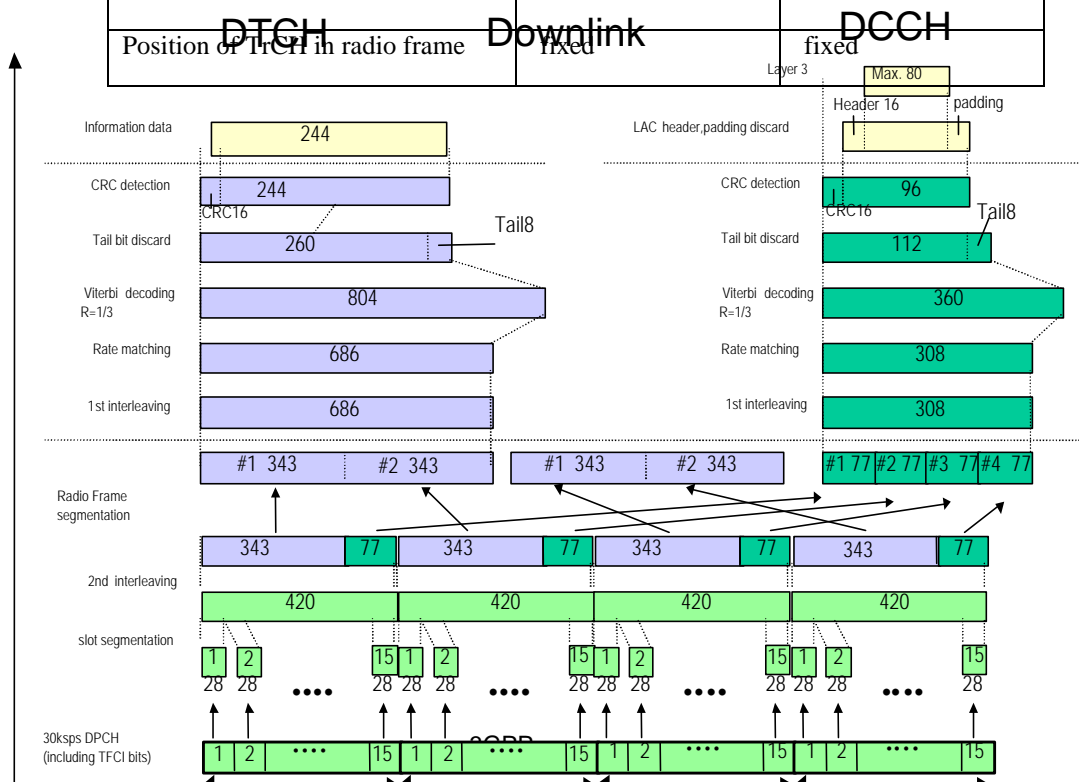 DTCH Downlink DCCH
Position of TrCH in radio frame fixed fixed
Layer 3 Max. 80
Header 16 padding
Information data 244 LAC header,padding discard
CRC detection 244 CRC detection 96
CRC16 CRC16
Tail8 Tail8
Tail bit discard 260 Tail bit discard 112
Viterbi decoding 804 Viterbi decoding 360
R=1/3 R=1/3
Rate matching 686 Rate matching 308
1st interleaving 686 1st interleaving 308
#1 343 #2 343 #1 343 #2 343 #1 77 #2 77 #3 77 #4 77
Radio Frame
segmentation
343 77 343 77 343 77 343 77
2nd interleaving
420 420 420 420
slot segmentation
1 2 15 1 2 15 1 2 15 1 2 15
28 28 •••• 28 28 28 •••• 28 28 28 •••• 28 28 28 •••• 28
30ksps DPCH
(including TFCI bits)
1 2 •••• 15 1 2 •••• 15 1 2 •••• 15 1 2 •••• 15